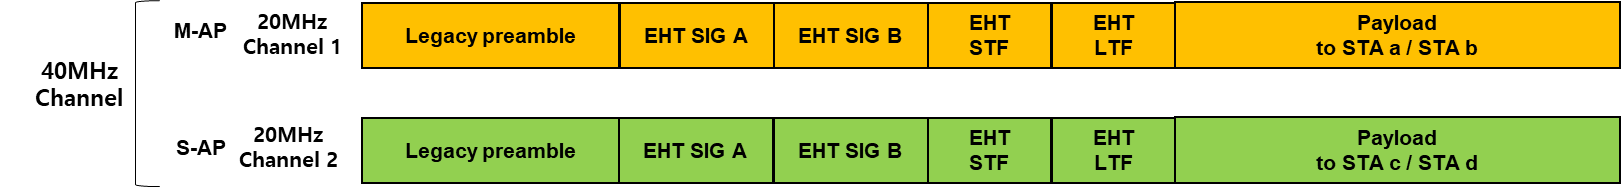 40MHz
Channel
M-AP
20MHz
Channel 1
Legacy preamble
EHT SIG A
EHT SIG B
EHT
STF
EHT
LTF
Payload
to STA a / STA b
S-AP
20MHz
Channel 2
Legacy preamble
EHT SIG A
EHT SIG B
EHT
STF
EHT
LTF
Payload
to STA c / STA d